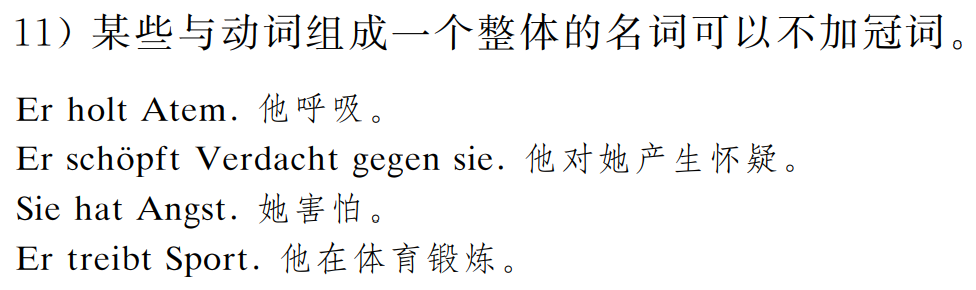 11）某些与动词组成一个整体的名词可以不加冠词。
Er holt Atem. 他呼吸。
Er schöpft Verdacht gegen sie. 他对她产生怀疑。
Sie hat Angst. 她害怕。
Er treibt Sport. 他在体育锻炼。